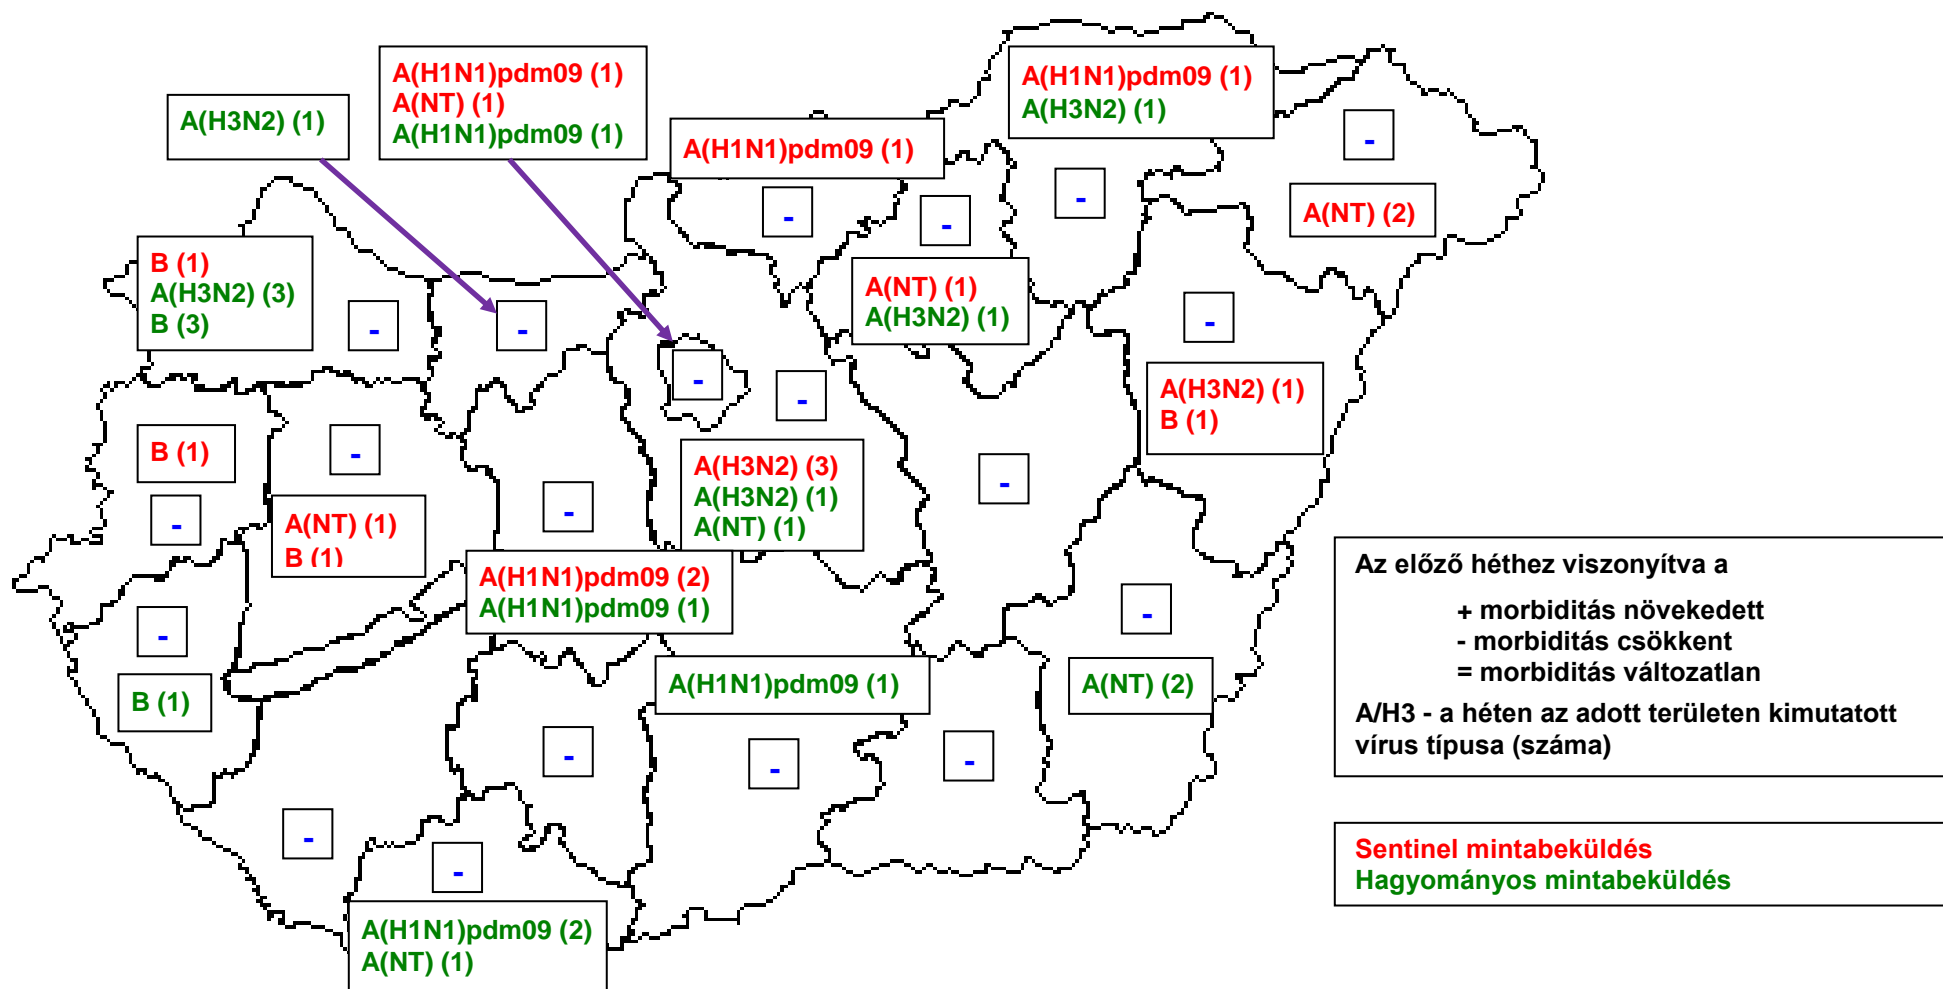 A(H1N1)pdm09 (1)
A(NT) (1)
A(H1N1)pdm09 (1)
A(H1N1)pdm09 (1)
A(H3N2) (1)
A(H3N2) (1)
A(H1N1)pdm09 (1)
-
-
-
-
A(NT) (2)
B (1)
A(H3N2) (3)
B (3)
-
-
A(NT) (1)
A(H3N2) (1)
-
-
-
A(H3N2) (1)
B (1)
B (1)
-
-
A(NT) (1)
B (1)
-
A(H3N2) (3)
A(H3N2) (1)
A(NT) (1)
-
A(H1N1)pdm09 (2)
A(H1N1)pdm09 (1)
-
-
B (1)
A(H1N1)pdm09 (1)
A(NT) (2)
-
-
-
-
-
A(H1N1)pdm09 (2)
A(NT) (1)
Az előző héthez viszonyítva a
+ morbiditás növekedett
- morbiditás csökkent
= morbiditás változatlan
A/H3 - a héten az adott területen kimutatott
vírus típusa (száma)
Sentinel mintabeküldés
Hagyományos mintabeküldés